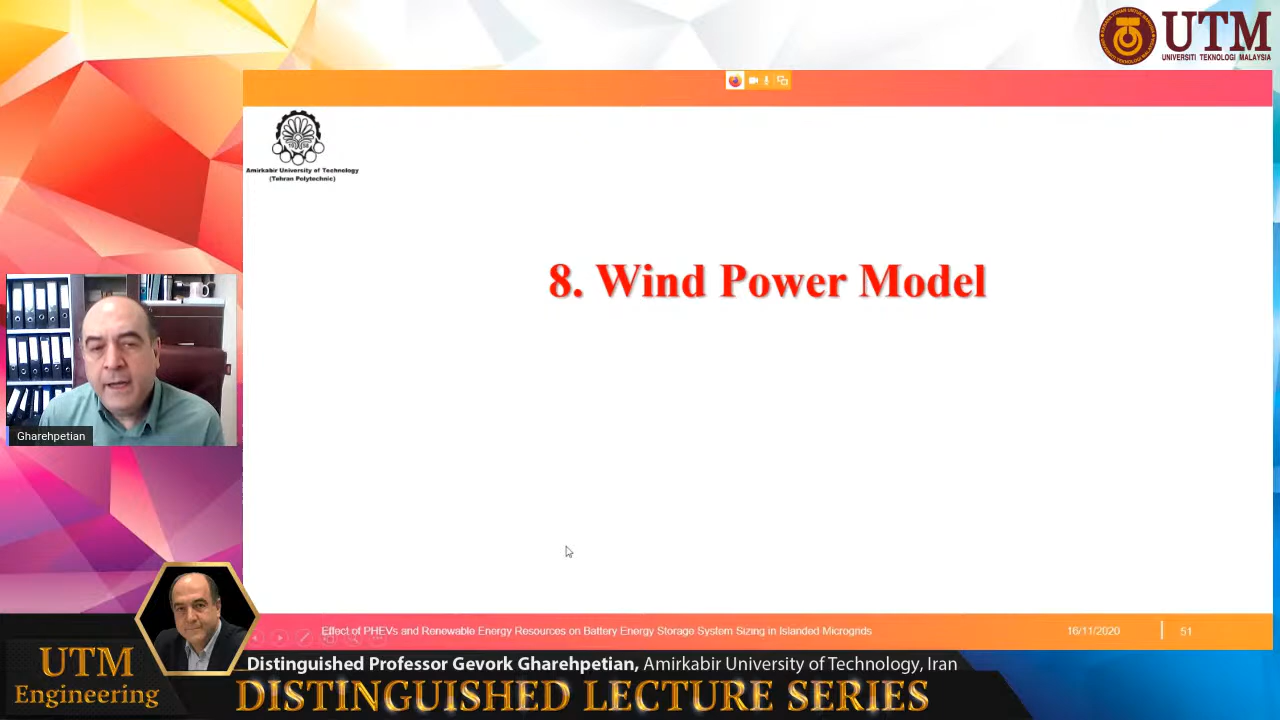 UTM
UNIVERSITI TEKNOLOGI MALAYSIA
Amirkabir University of Technology
(Tehran Polytechnic)
8. Wind Power Model
Gharehpetian
Effect of PHEVs and Renewable Energy Resources on Battery Energy Storage System Sizing in Islanded Microgrids
16/11/2020
51
UTM
Engineering
Distinguished Professor Gevork Gharehpetian, Amirkabir University of Technology, Iran
DISTINGUISHED LECTURE SERIES